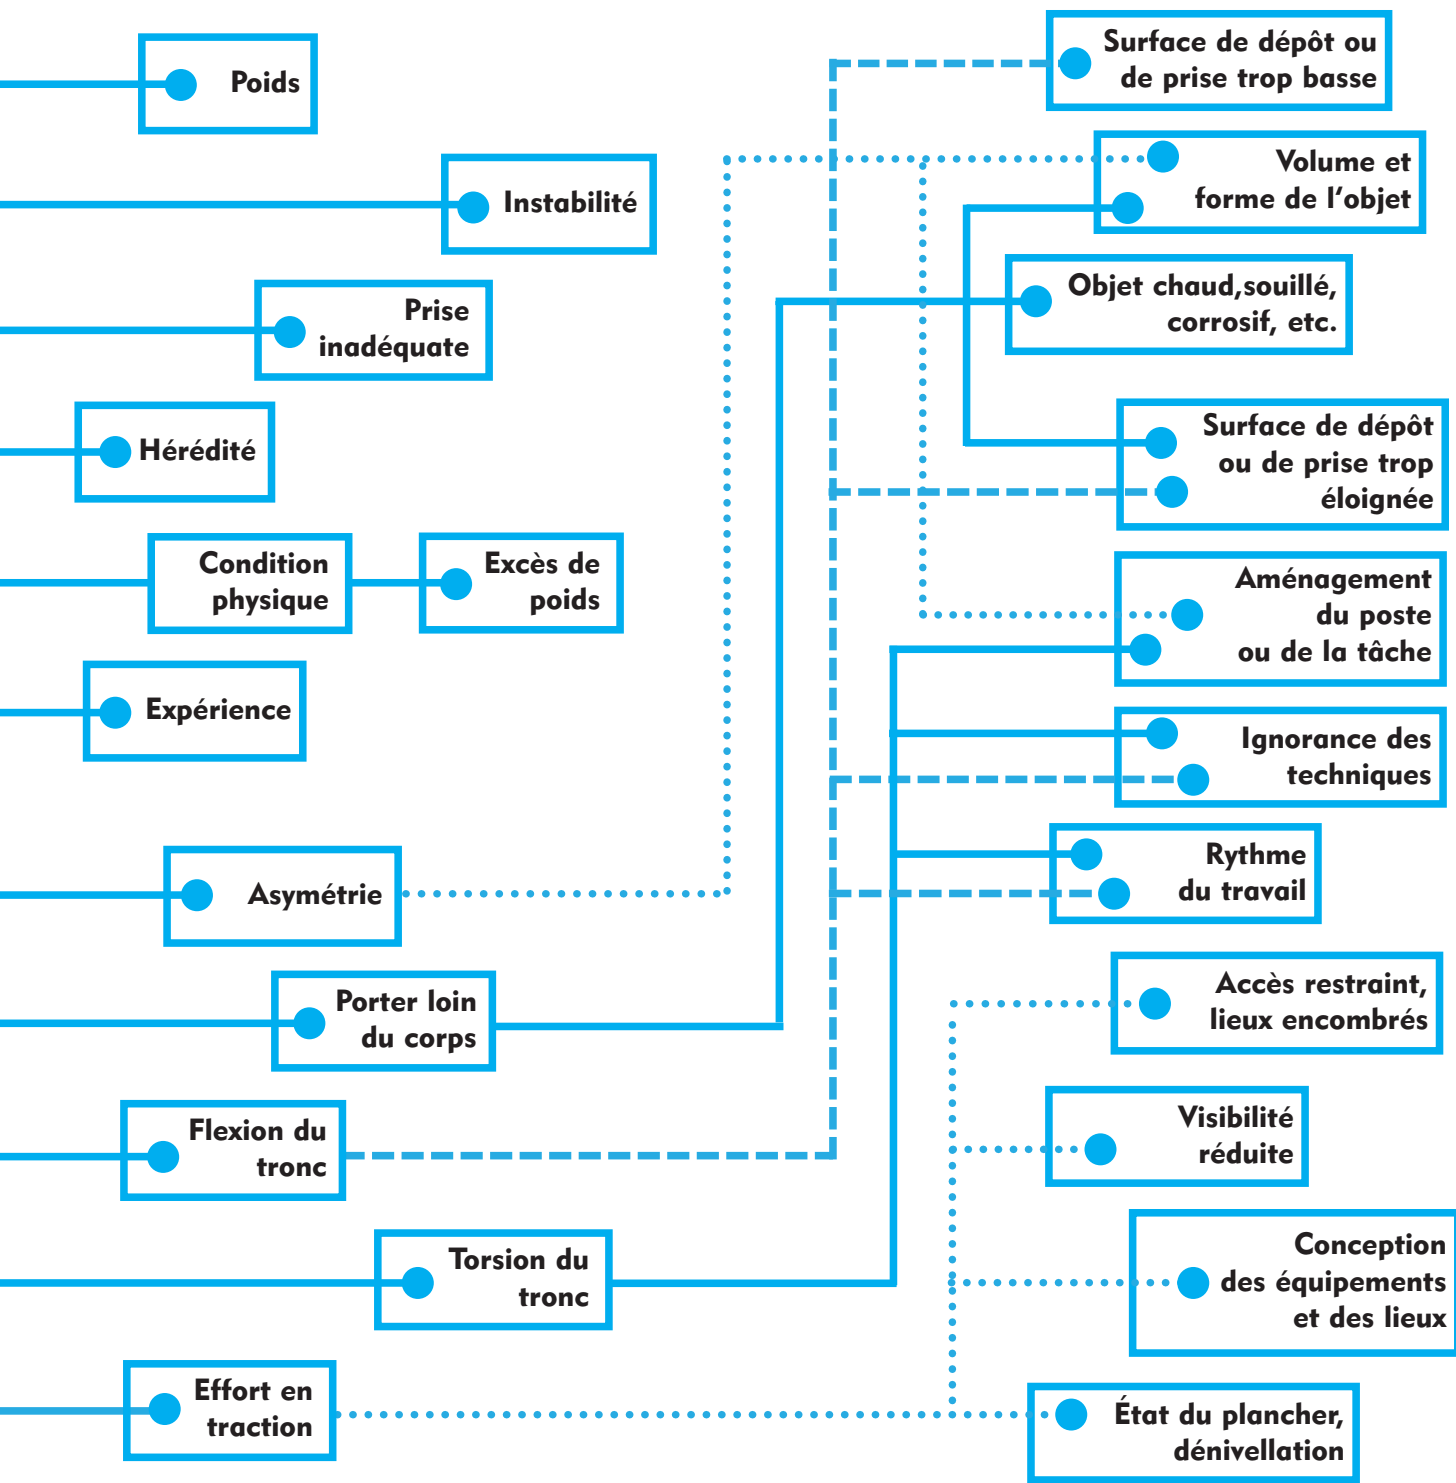 Poids
Instabilité
Prise
inadéquate
Hérédité
Condition
physique
Excès de
poids
Expérience
Asymétrie
Porter loin
du corps
Flexion du
tronc
Torsion du
tronc
Effort en
traction
Surface de dépôt ou
de prise trop basse
Volume et
forme de l'objet
Objet chaud,souillé,
corrosif, etc.
Surface de dépôt
ou de prise trop
éloignée
Aménagement
du poste
ou de la tâche
Ignorance des
techniques
Rythme
du travail
Accès restraint,
lieux encombrés
Visibilité
réduite
Conception
des équipements
et des lieux
État du plancher,
dénivellation